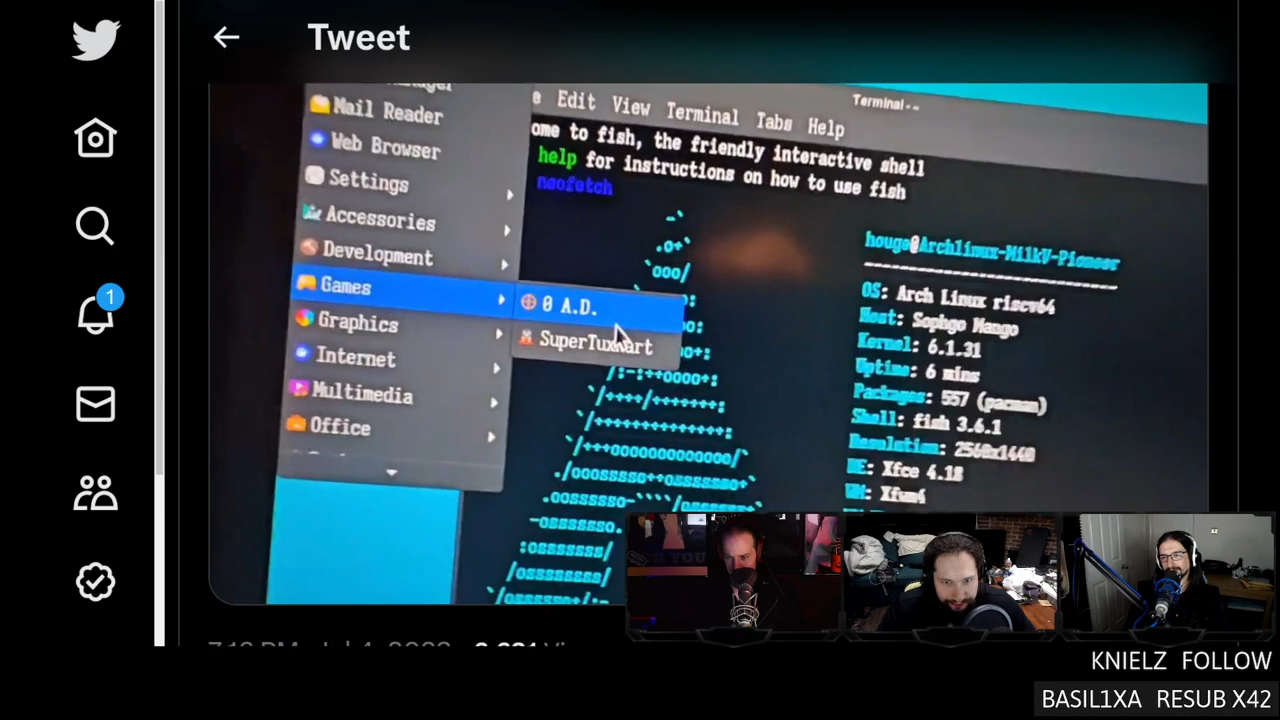 Tweet
1
Mail Reader
Web Browser
Settings
Accessories
Development
Games
Graphics
Internet
Multimedia
Office
0 A.D.
SuperTuxKart
Terminal - ~
Edit View Terminal Tabs Help
ome to fish, the friendly interactive shell
help for instructions on how to use fish
neofetch
houge@Archlinux-MilkV-Pioneer
OS: Arch Linux riscv64
Host: Sophgo Mango
Kernel: 6.1.31
Uptime: 6 mins
Packages: 557 (pacman)
Shell: fish 3.6.1
Resolution: 2560x1440
DE: Xfce 4.18
WM: Xfwm4
KNIELZ FOLLOW
BASIL1XA RESUB X42